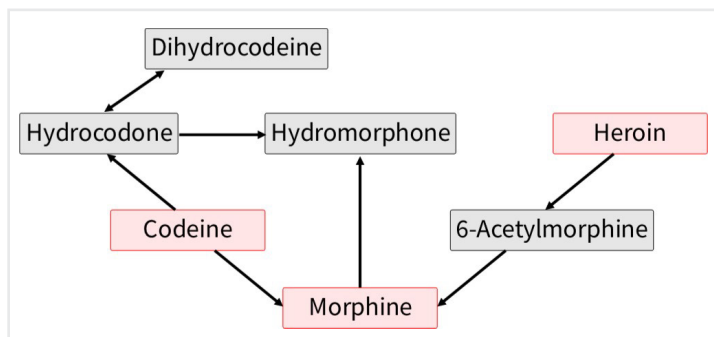 Dihydrocodeine
Hydrocodone
Hydromorphone
Heroin
Codeine
6-Acetylmorphine
Morphine